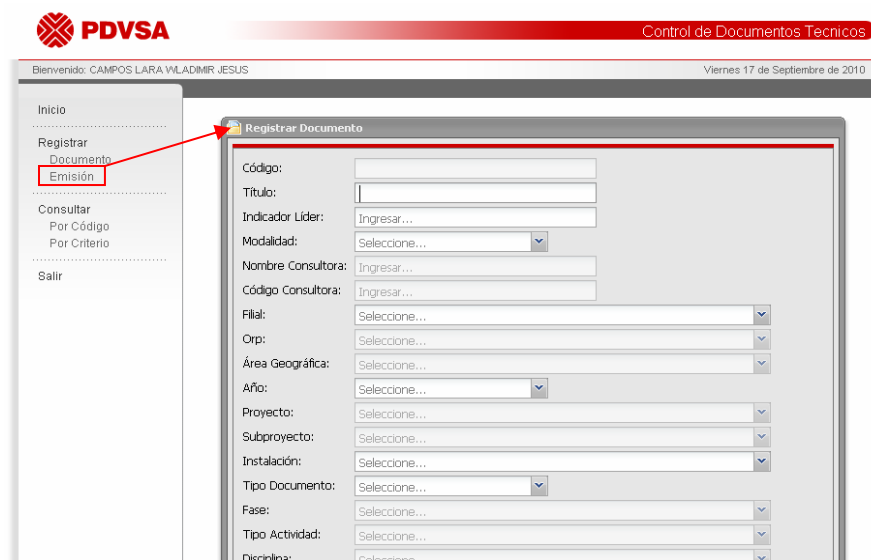 PDVSA
Control de Documentos Tecnicos
Bienvenido: CAMPOS LARA WLADIMIR JESUS
Viernes 17 de Septiembre de 2010
Inicio
Registrar
Documento
Emisión
Consultar
Por Código
Por Criterio
Salir
Registrar Documento
Código:
Título:
Indicador Líder: Ingresar...
Modalidad: Seleccione...
Nombre Consultora: Ingresar...
Código Consultora: Ingresar...
Filial: Seleccione...
Orp: Seleccione...
Área Geográfica: Seleccione...
Año: Seleccione...
Proyecto: Seleccione...
Subproyecto: Seleccione...
Instalación: Seleccione...
Tipo Documento: Seleccione...
Fase: Seleccione...
Tipo Actividad: Seleccione...
Disciplina: Seleccione...